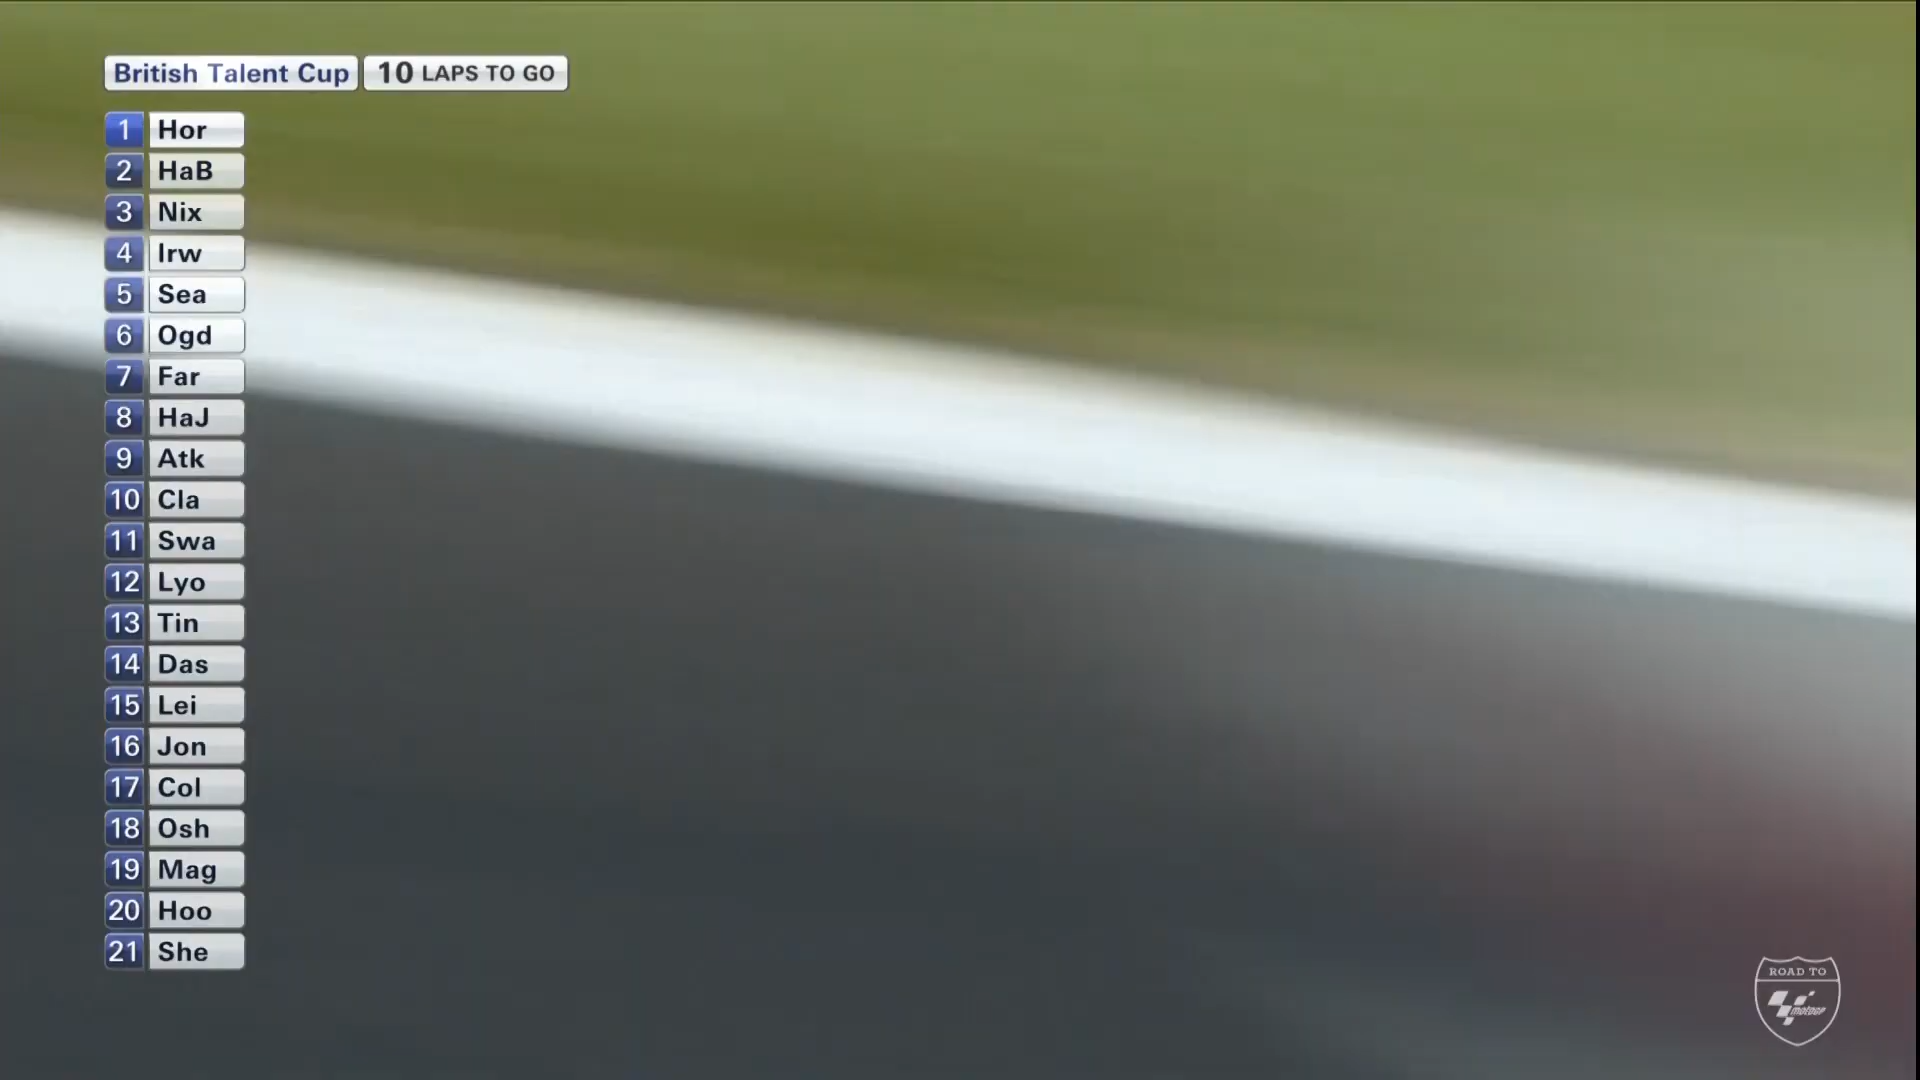 British Talent Cup 10 LAPS TO GO
1 Hor
2 HaB
3 Nix
4 Irw
5 Sea
6 Ogd
7 Far
8 HaJ
9 Atk
10 Cla
11 Swa
12 Lyo
13 Tin
14 Das
15 Lei
16 Jon
17 Col
18 Osh
19 Mag
20 Hoo
21 She
ROAD TO
MotoGP